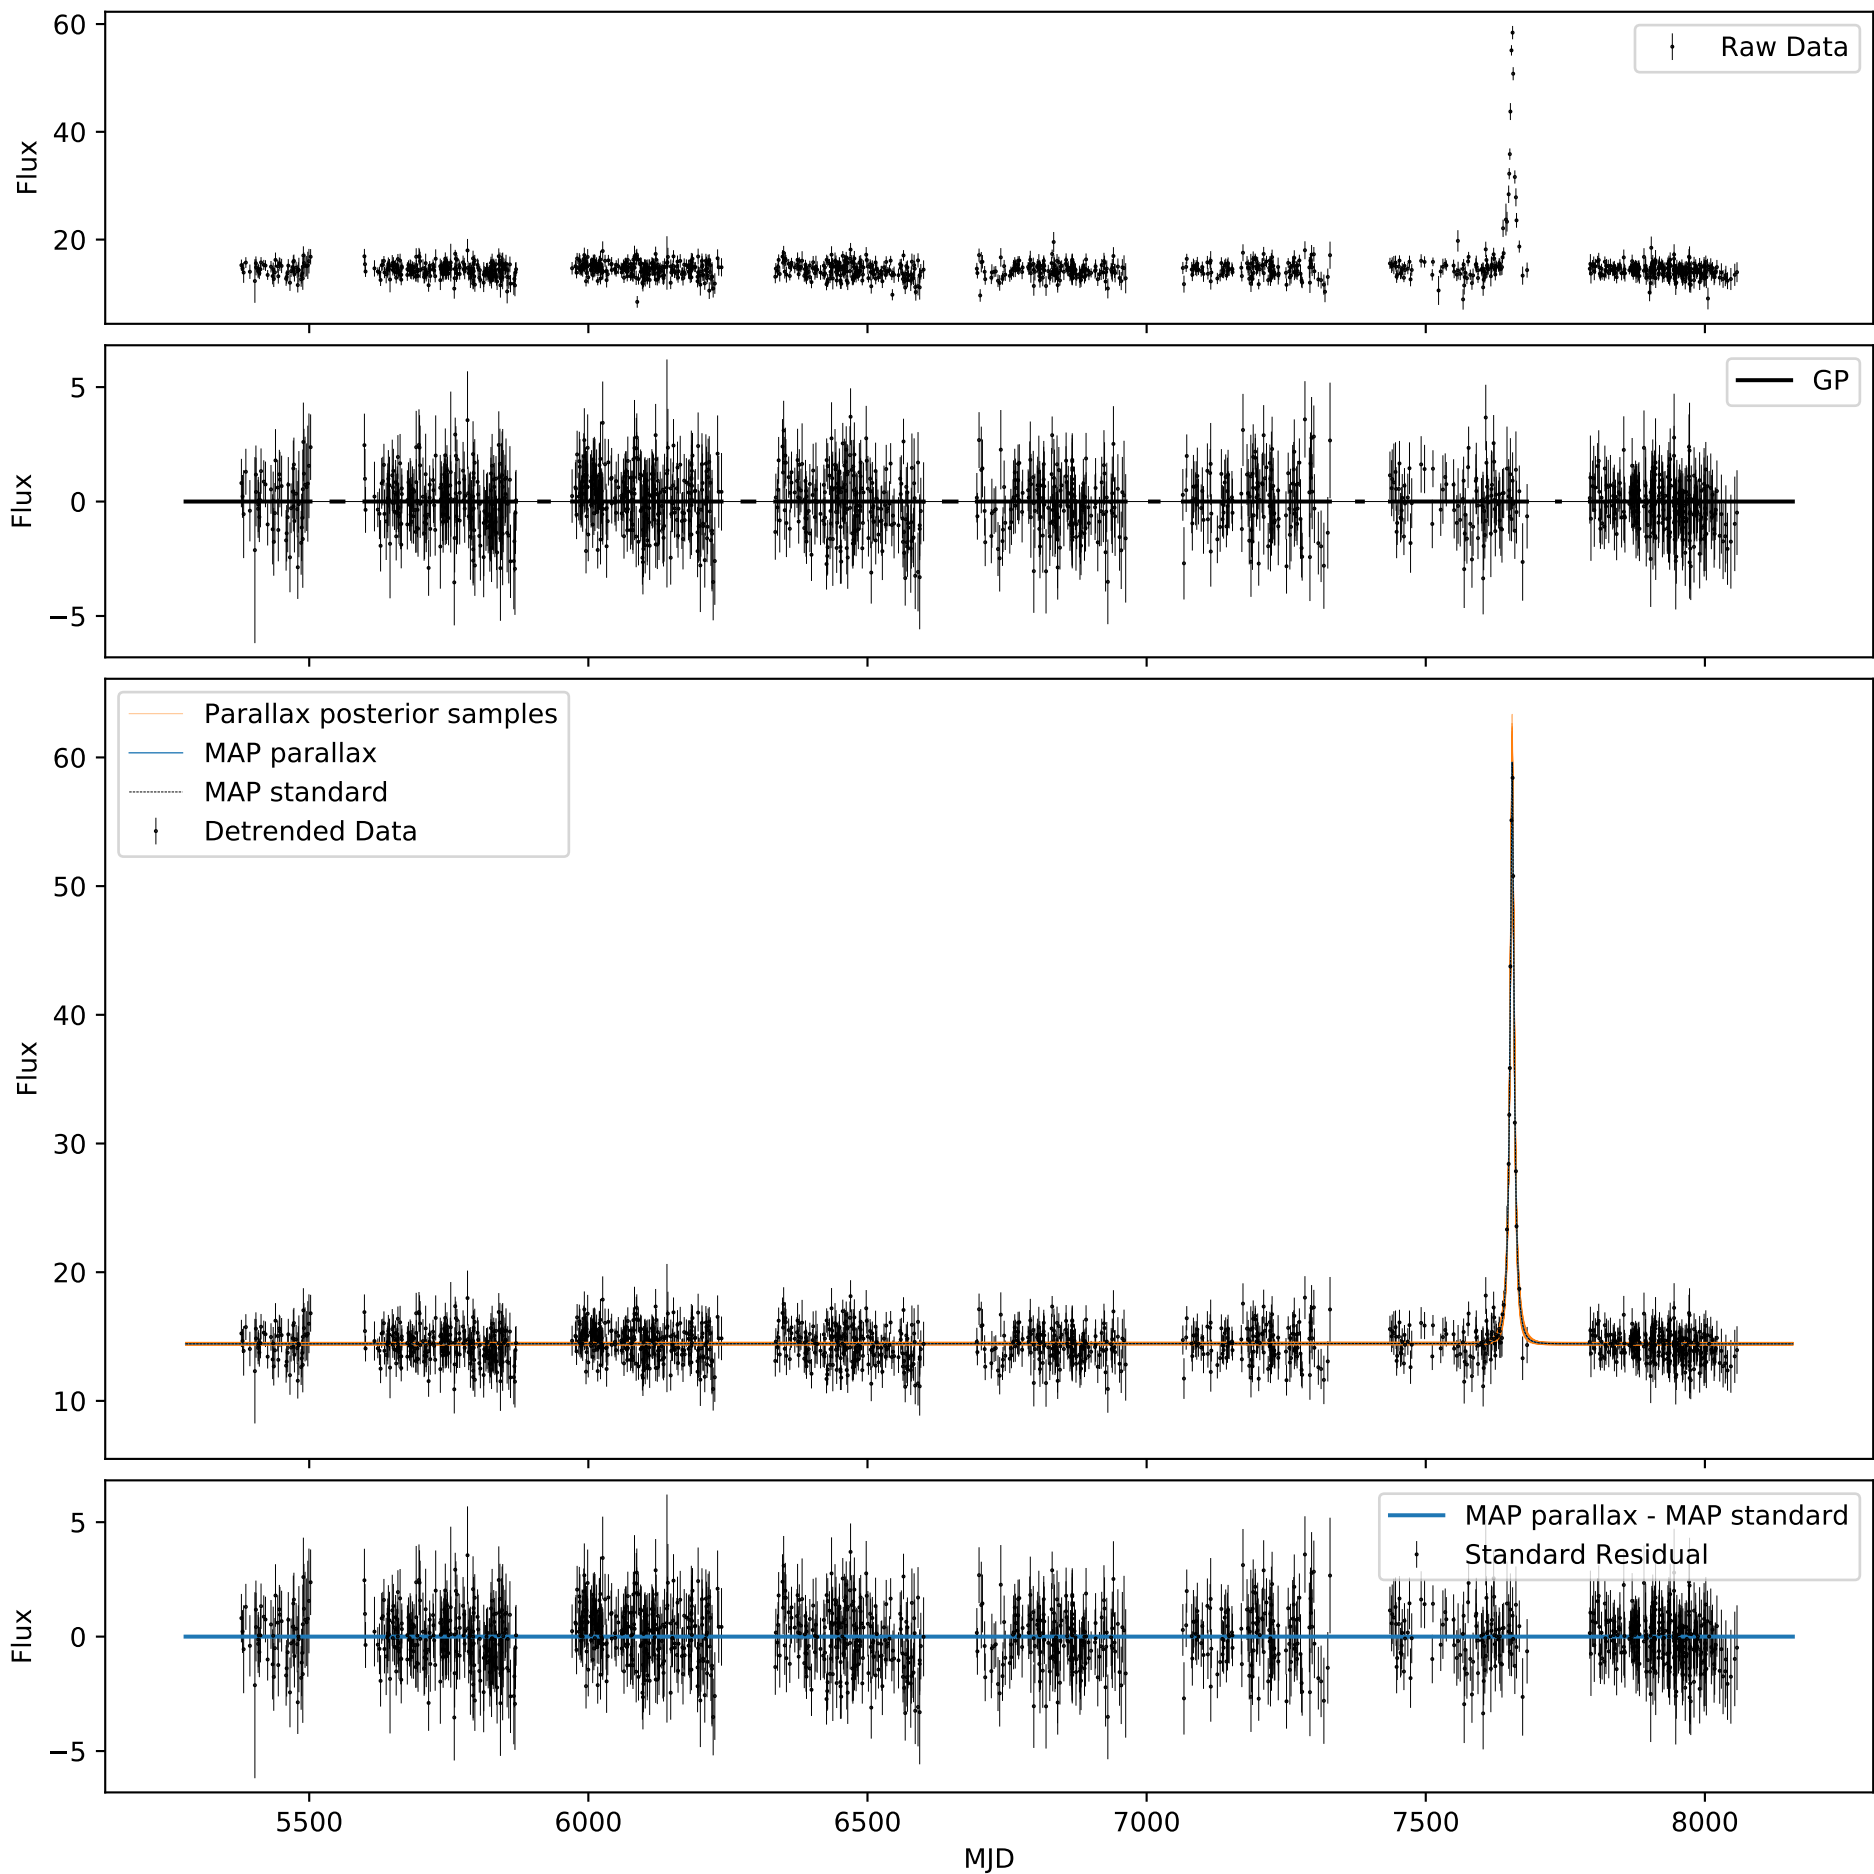 60
40
20
Flux
Raw Data
5
0
−5
Flux
GP
Parallax posterior samples
MAP parallax
MAP standard
Detrended Data
60
50
40
30
20
10
Flux
MAP parallax - MAP standard
Standard Residual
5
0
−5
Flux
5500 6000 6500 7000 7500 8000
MJD